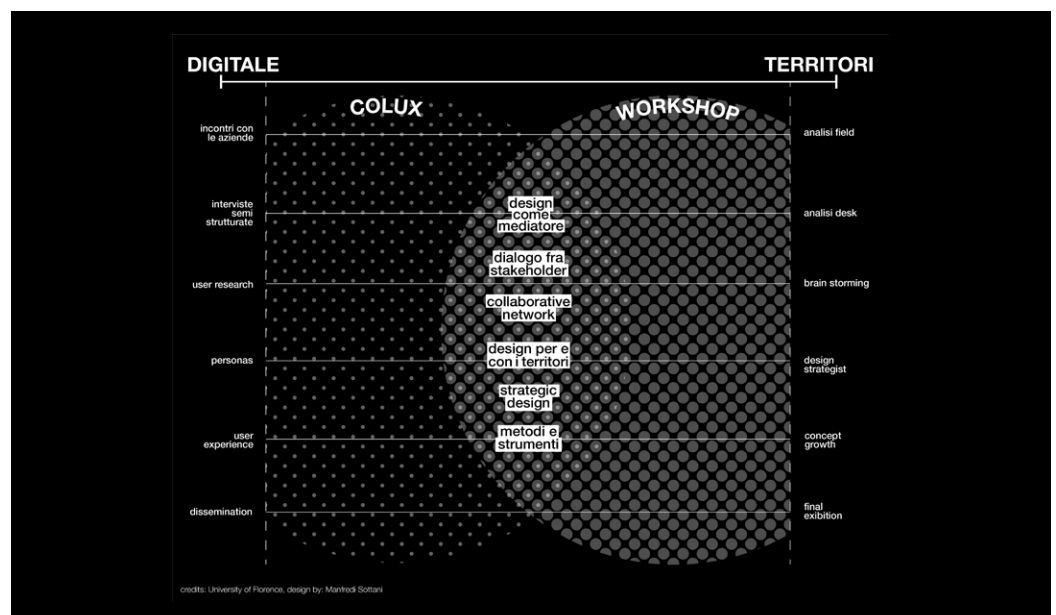 DIGITALE
TERRITORI
COLUX
WORKSHOP
incontri con
le aziende
analisi field
interviste
semi
strutturate
design
come
mediatore
analisi desk
dialogo fra
stakeholder
user research
brain storming
collaborative
network
personas
design per e
con i territori
design
strategist
strategic
design
user
experience
metodi e
strumenti
concept
growth
dissemination
final
exibition
credits: University of Florence, design by: Manfredi Sottani